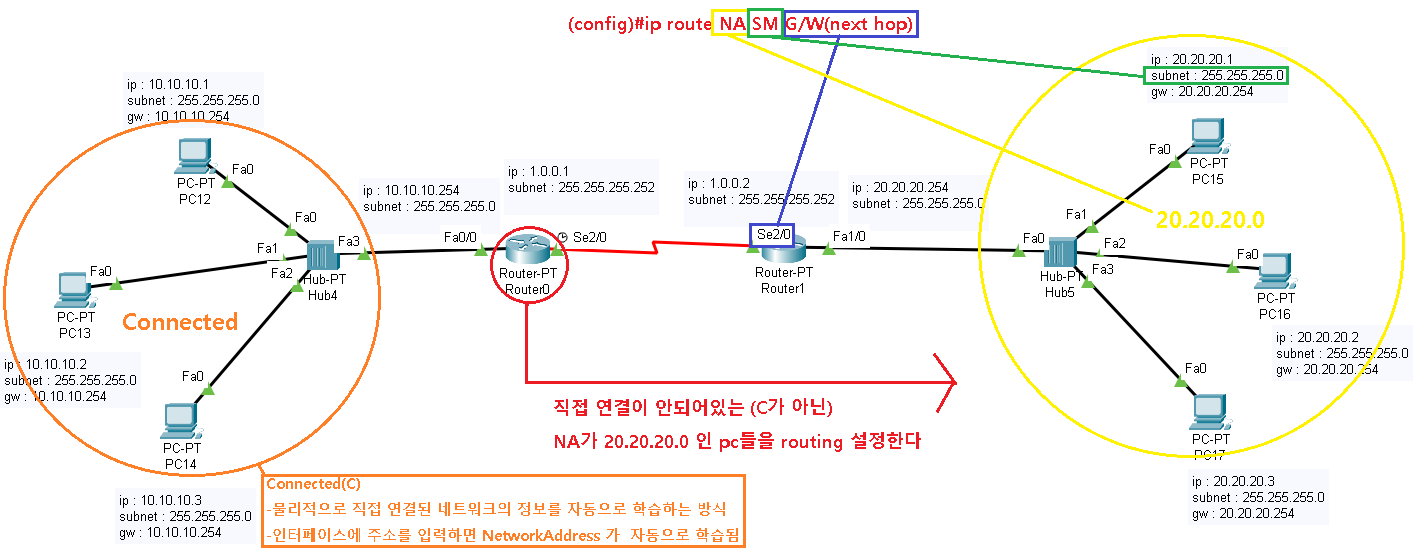 (config)#ip route NA SM G/W(next hop)
ip : 10.10.10.1
subnet : 255.255.255.0
gw : 10.10.10.254
Fa0
PC-PT
PC12
Fa0
Fa1
Fa2
Fa3
Hub-PT
Hub4
Fa0
PC-PT
PC13
Connected
ip : 10.10.10.2
subnet : 255.255.255.0
gw : 10.10.10.254
Fa0
PC-PT
PC14
ip : 10.10.10.3
subnet : 255.255.255.0
gw : 10.10.10.254
Connected(C)
-물리적으로 직접 연결된 네트워크의 정보를 자동으로 학습하는 방식
-인터페이스에 주소를 입력하면 NetworkAddress 가 자동으로 학습됨
ip : 10.10.10.254
subnet : 255.255.255.0
ip : 1.0.0.1
subnet : 255.255.255.252
Fa0/0
Se2/0
Router-PT
Router0
ip : 1.0.0.2
subnet : 255.255.255.252
Se2/0
Router-PT
Router1
ip : 20.20.20.254
subnet : 255.255.255.0
Fa1/0
직접 연결이 안되어있는 (C가 아닌)
NA가 20.20.20.0 인 pc들을 routing 설정한다
ip : 20.20.20.1
subnet : 255.255.255.0
gw : 20.20.20.254
Fa0
PC-PT
PC15
20.20.20.0
Fa1
Fa0
Fa2
Fa3
Hub-PT
Hub5
Fa0
PC-PT
PC16
ip : 20.20.20.2
subnet : 255.255.255.0
gw : 20.20.20.254
Fa0
PC-PT
PC17
ip : 20.20.20.3
subnet : 255.255.255.0
gw : 20.20.20.254